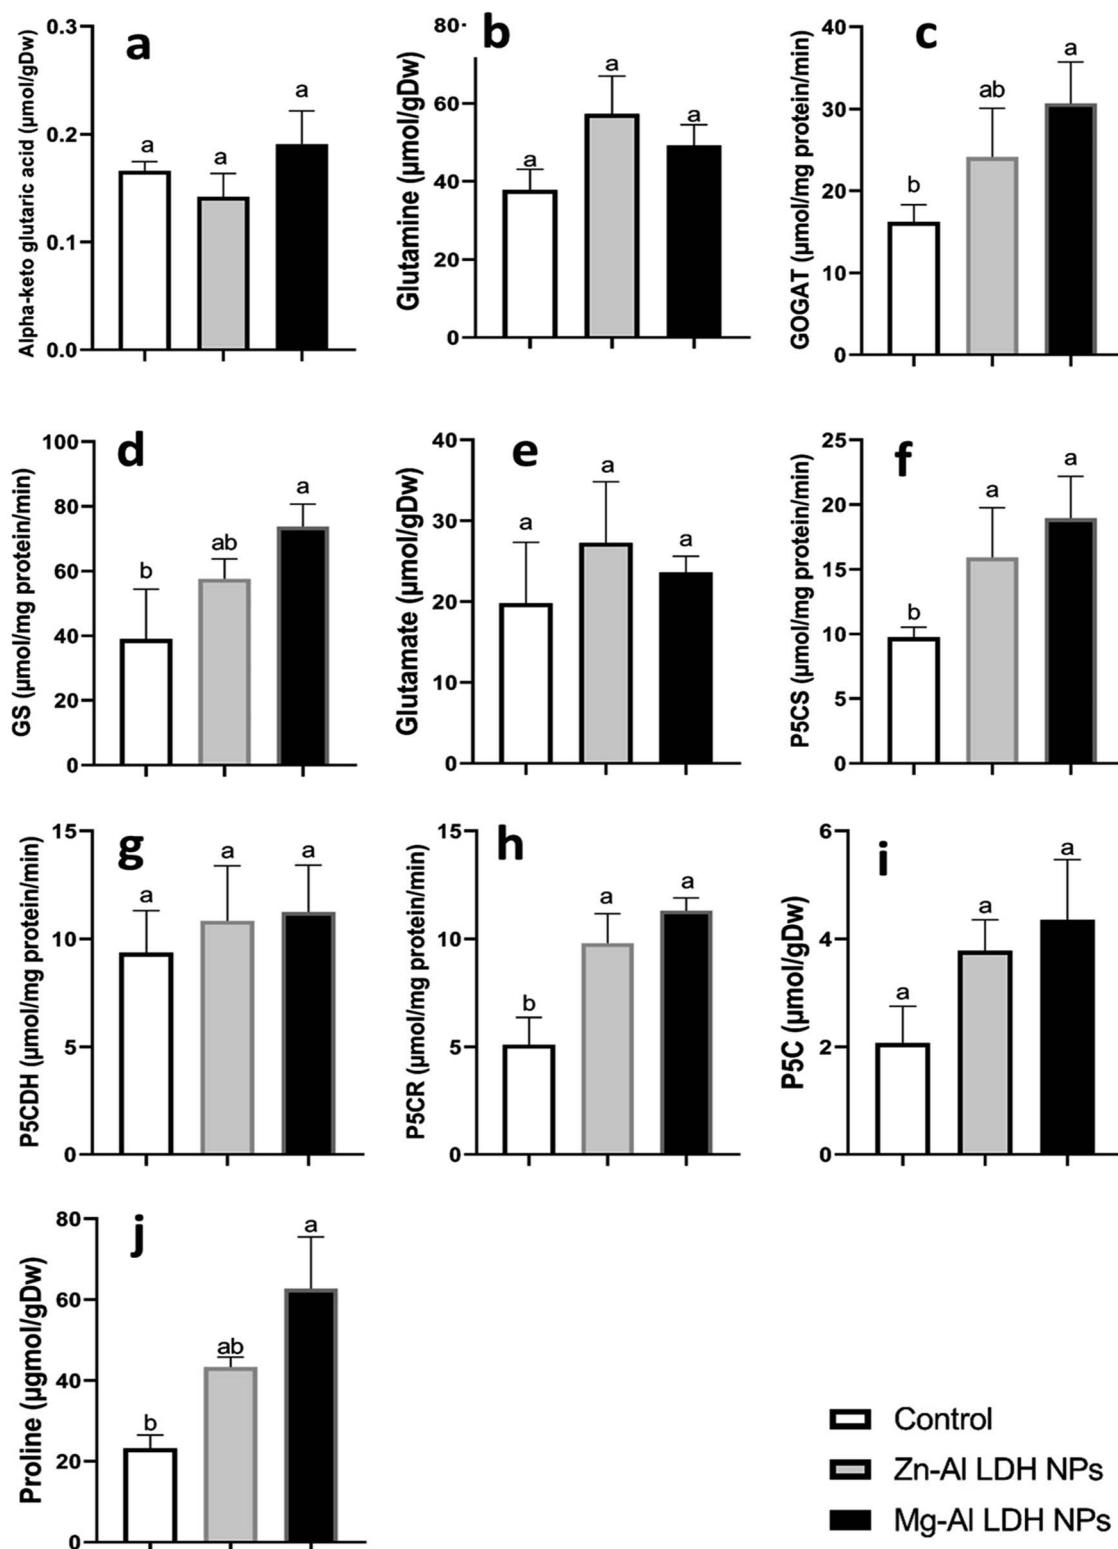 a
Alpha-keto glutaric acid (µmol/gDw)
0.3
0.2
0.1
0.0
a
a
a
b
Glutamine (µmol/gDw)
80
60
40
20
0
a
a
a
c
GOGAT (µmol/mg protein/min)
40
30
20
10
0
b
ab
a
d
GS (µmol/mg protein/min)
100
80
60
40
20
0
b
ab
a
e
Glutamate (µmol/gDw)
40
30
20
10
0
a
a
a
f
P5CS (µmol/mg protein/min)
25
20
15
10
5
0
b
a
a
g
P5CDH (µmol/mg protein/min)
15
10
5
0
a
a
a
h
P5CR (µmol/mg protein/min)
15
10
5
0
b
a
a
i
P5C (µmol/gDw)
6
4
2
0
a
a
a
j
Proline (µgmol/gDw)
80
60
40
20
0
b
ab
a
Control
Zn-Al LDH NPs
Mg-Al LDH NPs